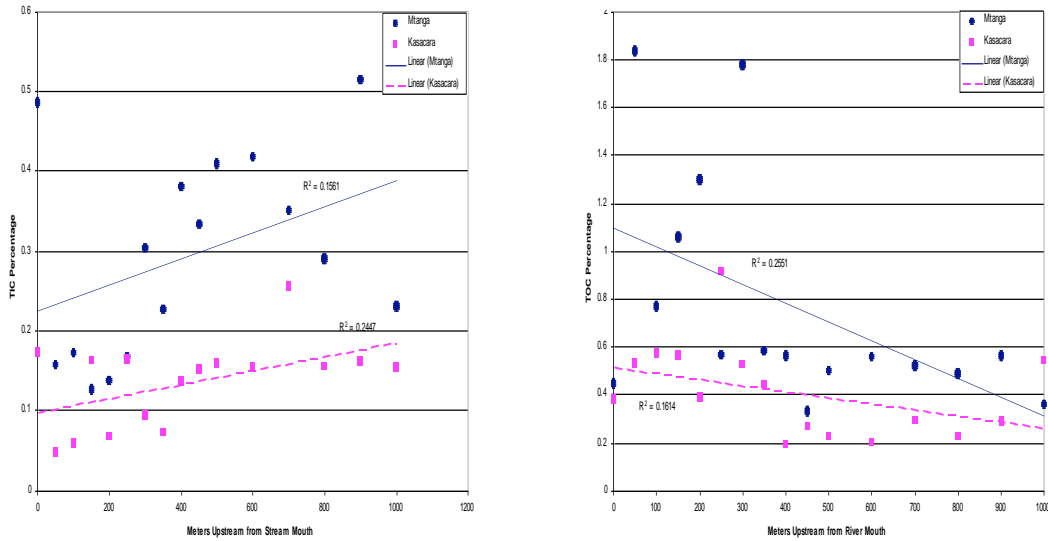 0.6
0.5
0.4
0.3
0.2
0.1
0
TIC Percentage
0
200
400
600
800
1000
1200
Meters Upstream from Stream Mouth
Mtanga
Kasacara
Linear (Mtanga)
Linear (Kasacara)
R² = 0.1561
R² = 0.2447
2
1.8
1.6
1.4
1.2
1
0.8
0.6
0.4
0.2
0
TOC Percentage
0
100
200
300
400
500
600
700
800
900
1000
Meters Upstream from River Mouth
Mtanga
Kasacara
Linear (Mtanga)
Linear (Kasacara)
R² = 0.2551
R² = 0.1614